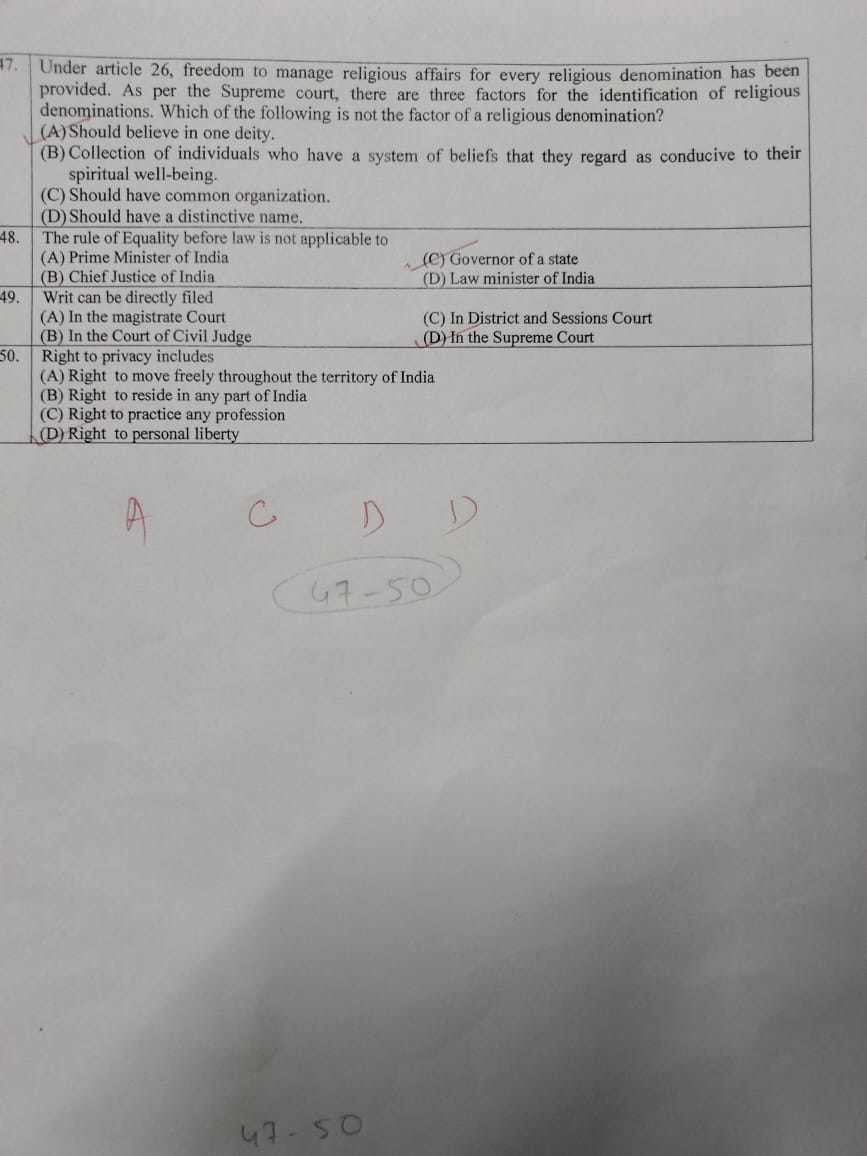 47.
Under article 26, freedom to manage religious affairs for every religious denomination has been
provided. As per the Supreme court, there are three factors for the identification of religious
denominations. Which of the following is not the factor of a religious denomination?
(A) Should believe in one deity.
(B) Collection of individuals who have a system of beliefs that they regard as conducive to their
spiritual well-being.
(C) Should have common organization.
(D) Should have a distinctive name.
48. The rule of Equality before law is not applicable to
(A) Prime Minister of India (C) Governor of a state
(B) Chief Justice of India (D) Law minister of India
49. Writ can be directly filed
(A) In the magistrate Court (C) In District and Sessions Court
(B) In the Court of Civil Judge (D) In the Supreme Court
50. Right to privacy includes
(A) Right to move freely throughout the territory of India
(B) Right to reside in any part of India
(C) Right to practice any profession
(D) Right to personal liberty
A C D D
47-50
47-50